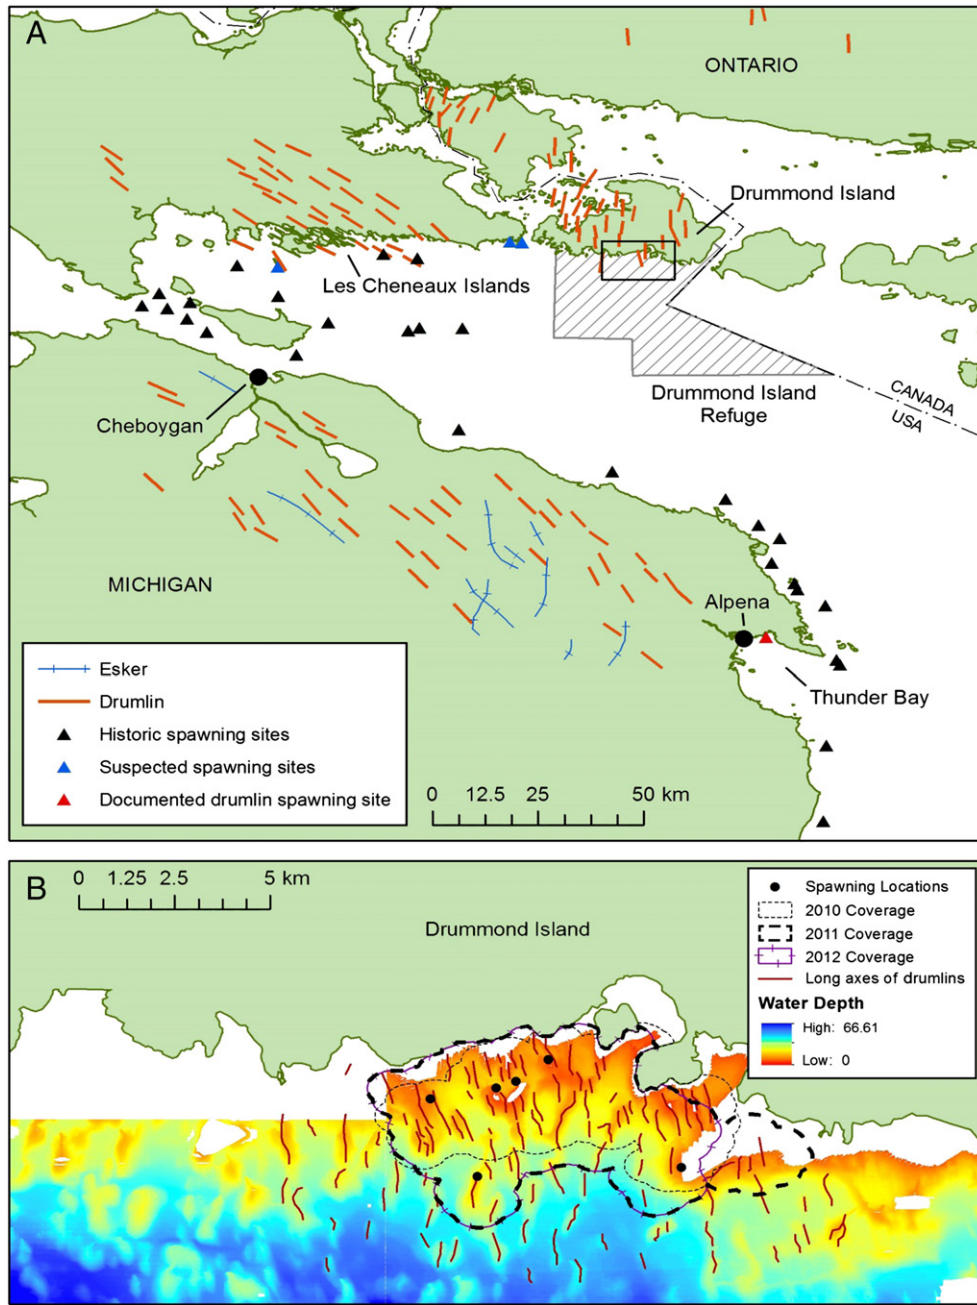 A
ONTARIO
Drummond Island
Les Cheneaux Islands
Drummond Island
Refuge
CANADA
USA
Cheboygan
MICHIGAN
Alpena
Thunder Bay
Esker
Drumlin
Historic spawning sites
Suspected spawning sites
Documented drumlin spawning site
0 12.5 25 50 km
B
0 1.25 2.5 5 km
Drummond Island
Spawning Locations
2010 Coverage
2011 Coverage
2012 Coverage
Long axes of drumlins
Water Depth
High: 66.61
Low: 0